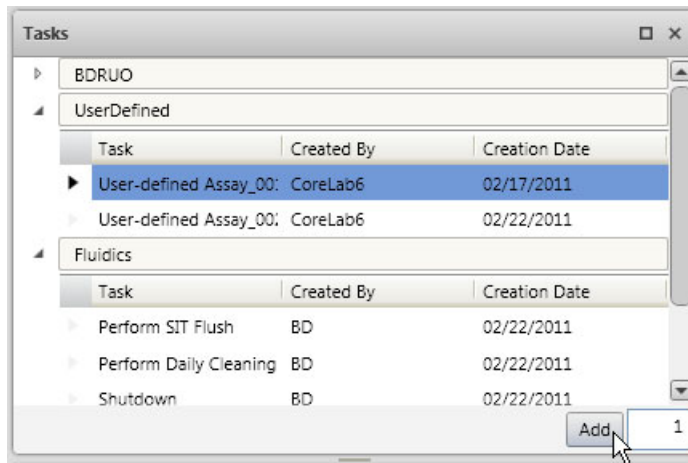 Tasks
BDRUO
UserDefined
Task Created By Creation Date
User-defined Assay_00 CoreLab6 02/17/2011
User-defined Assay_00 CoreLab6 02/22/2011
Fluidics
Task Created By Creation Date
Perform SIT Flush BD 02/22/2011
Perform Daily Cleaning BD 02/22/2011
Shutdown BD 02/22/2011
Add 1